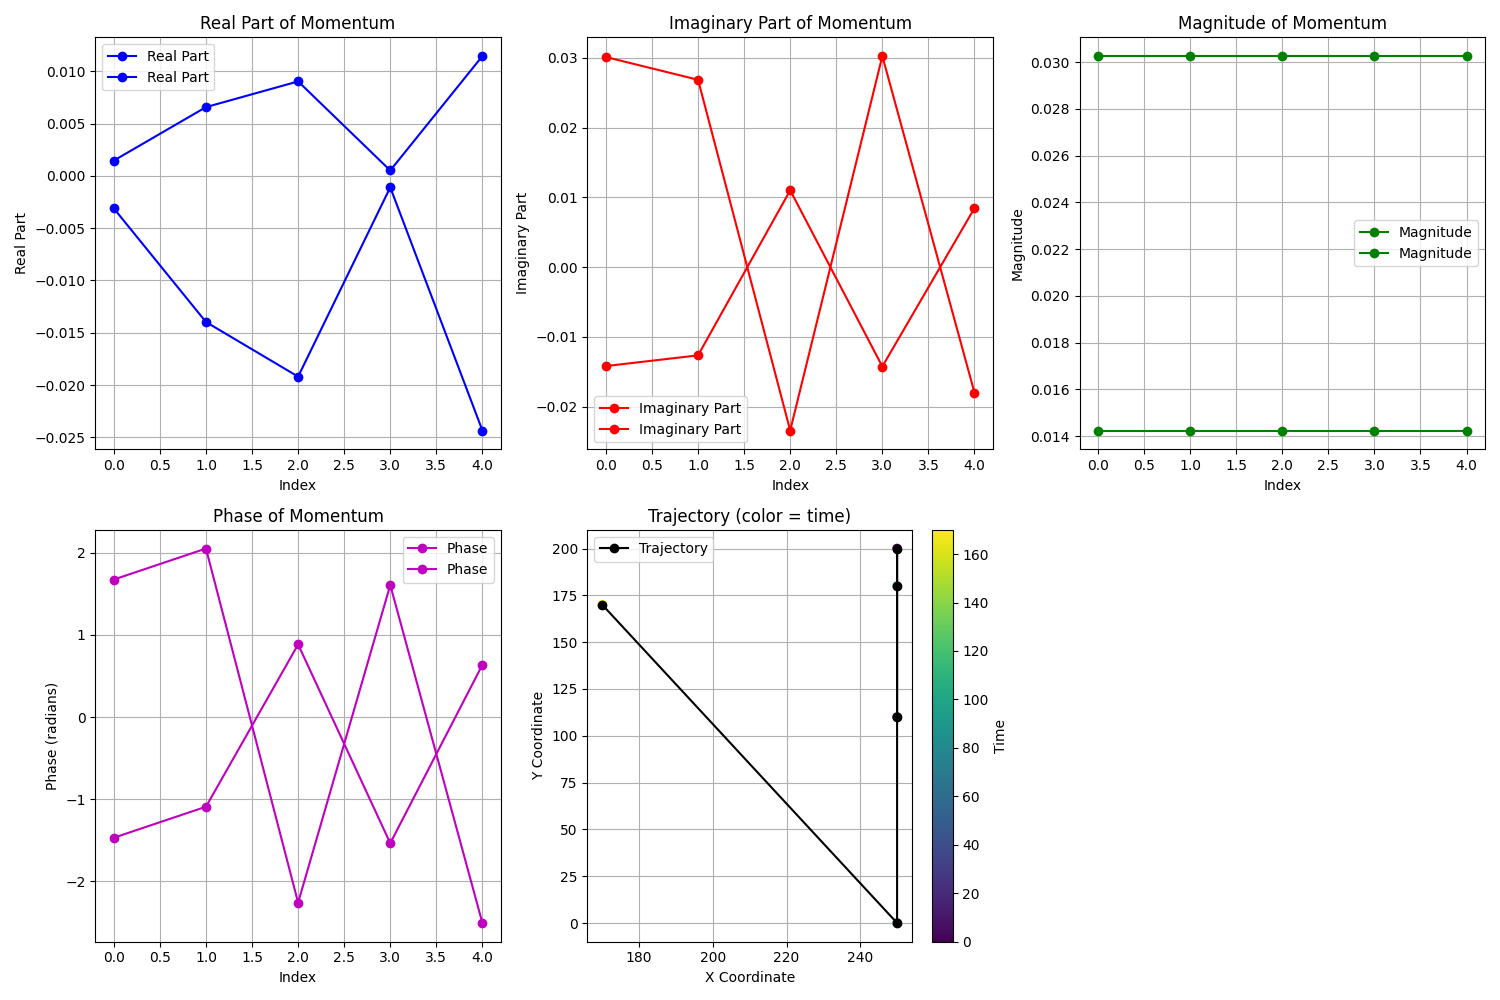 Real Part of Momentum
Real Part
Real Part
0.010
0.005
0.000
−0.005
−0.010
−0.015
−0.020
−0.025
Real Part
0.0 0.5 1.0 1.5 2.0 2.5 3.0 3.5 4.0
Index
Imaginary Part of Momentum
0.03
0.02
0.01
0.00
−0.01
−0.02
Imaginary Part
Imaginary Part
Imaginary Part
0.0 0.5 1.0 1.5 2.0 2.5 3.0 3.5 4.0
Index
Magnitude of Momentum
0.030
0.028
0.026
0.024
0.022
0.020
0.018
0.016
0.014
Magnitude
Magnitude
Magnitude
0.0 0.5 1.0 1.5 2.0 2.5 3.0 3.5 4.0
Index
Phase of Momentum
Phase
Phase
2
1
0
−1
−2
Phase (radians)
0.0 0.5 1.0 1.5 2.0 2.5 3.0 3.5 4.0
Index
Trajectory (color = time)
Trajectory
200
175
150
125
100
75
50
25
0
Y Coordinate
180 200 220 240
X Coordinate
160
140
120
100
80
60
40
20
0
Time